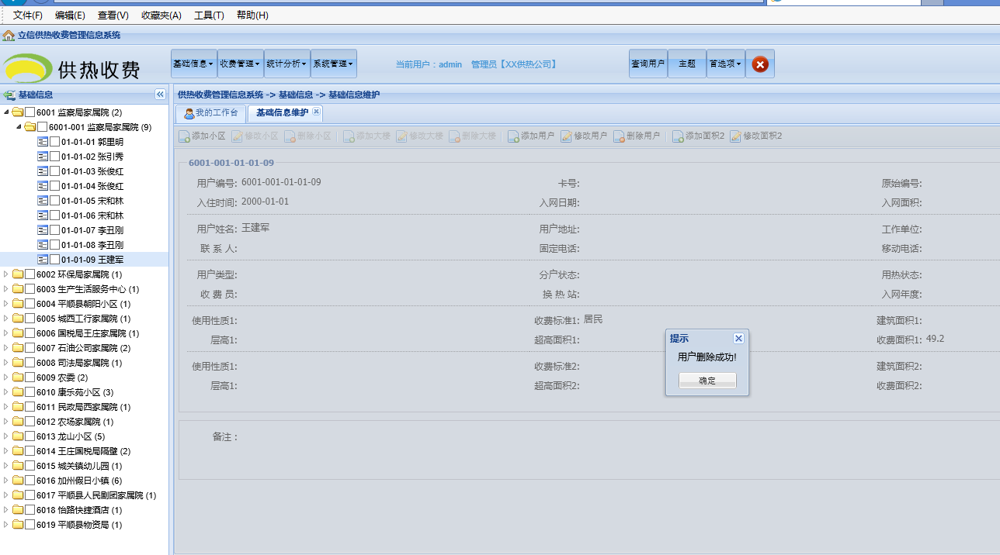 文件(F) 编辑(E) 查看(V) 收藏夹(A) 工具(T) 帮助(H)
立信供热收费管理信息系统
供热收费
基础信息 收费管理 统计分析 系统管理 当前用户：admin 管理员【XX供热公司】 查询用户 主题 首选项
基础信息
供热收费管理信息系统 -> 基础信息 -> 基础信息维护
我的工作台 基础信息维护
添加小区 修改小区 删除小区 添加大楼 修改大楼 删除大楼 添加用户 修改用户 删除用户 添加面积2 修改面积2
6001 监察局家属院 (2)
6001-001 监察局家属院 (9)
01-01-01 郭里明
01-01-02 张引秀
01-01-03 张俊红
01-01-04 张俊红
01-01-05 宋和林
01-01-06 宋和林
01-01-07 李丑刚
01-01-08 李丑刚
01-01-09 王建军
6002 环保局家属院 (1)
6003 生产生活服务中心 (1)
6004 平顺县朝阳小区 (1)
6005 城西工行家属院 (1)
6006 国税局王庄家属院 (1)
6007 石油公司家属院 (2)
6008 司法局家属院 (1)
6009 农委 (2)
6010 康乐苑小区 (3)
6011 民政局西家属院 (1)
6012 农场家属院 (1)
6013 龙山小区 (5)
6014 王庄国税局隔壁 (2)
6015 城关镇幼儿园 (1)
6016 加州假日小镇 (6)
6017 平顺县人民剧团家属院 (1)
6018 怡路快捷酒店 (1)
6019 平顺县物资局 (1)
6001-001-01-01-09
用户编号: 6001-001-01-01-09 卡号: 原始编号:
入住时间: 2000-01-01 入网日期: 入网面积:
用户姓名: 王建军 用户地址: 工作单位:
联 系 人: 固定电话: 移动电话:
用户类型: 分户状态: 用热状态:
收 费 员: 换 热 站: 入网年度:
使用性质1: 收费标准1: 居民 建筑面积1:
层高1: 超高面积1: 收费面积1: 49.2
使用性质1: 收费标准2: 建筑面积2:
层高1: 超高面积2: 收费面积2:
备注：
提示
用户删除成功!
确定